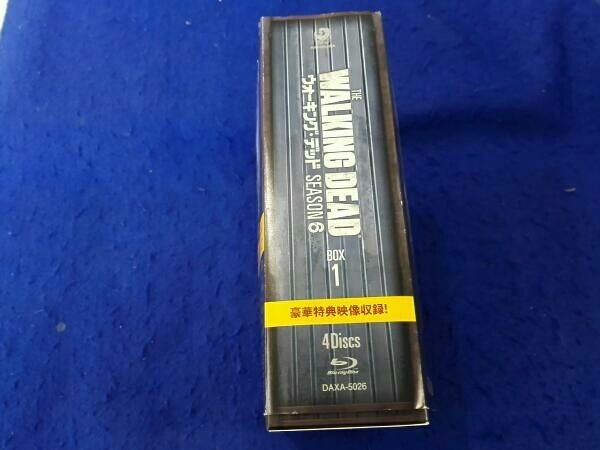 THE
WALKING DEAD
ウォーキング・デッド SEASON 6
BOX
1
豪華特典映像収録!
4Discs
Blu-ray Disc
DAXA-5026